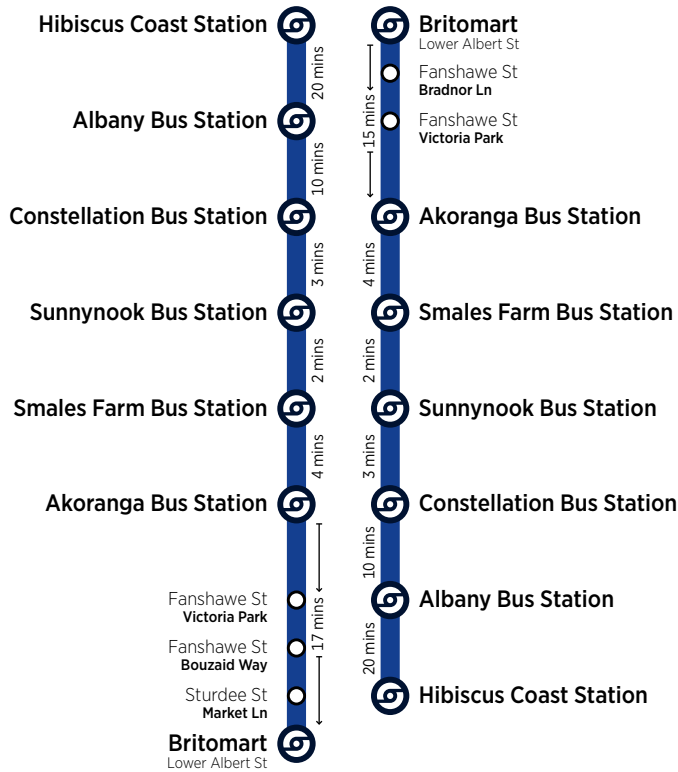 Hibiscus Coast Station
20 mins
Albany Bus Station
10 mins
Constellation Bus Station
3 mins
Sunnynook Bus Station
2 mins
Smales Farm Bus Station
4 mins
Akoranga Bus Station
17 mins
Fanshawe St
Victoria Park
Fanshawe St
Bouzaid Way
Sturdee St
Market Ln
Britomart
Lower Albert St
Britomart
Lower Albert St
Fanshawe St
Bradnor Ln
Fanshawe St
Victoria Park
15 mins
Akoranga Bus Station
4 mins
Smales Farm Bus Station
2 mins
Sunnynook Bus Station
3 mins
Constellation Bus Station
10 mins
Albany Bus Station
20 mins
Hibiscus Coast Station